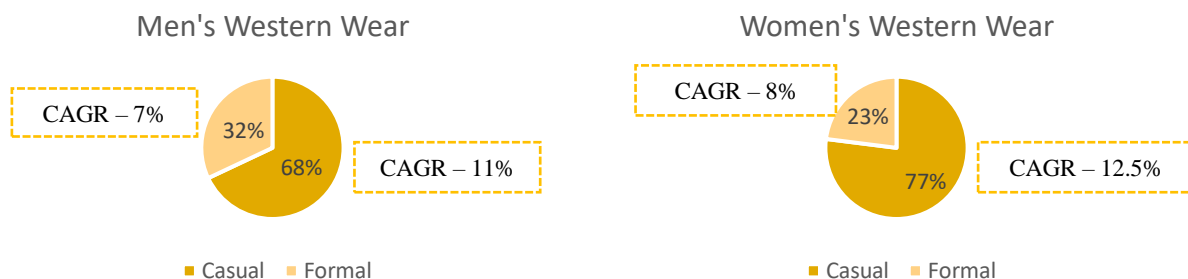 Men's Western Wear
CAGR – 7%
32%
68%
CAGR – 11%
Casual Formal
Women's Western Wear
CAGR – 8%
23%
77%
CAGR – 12.5%
Casual Formal